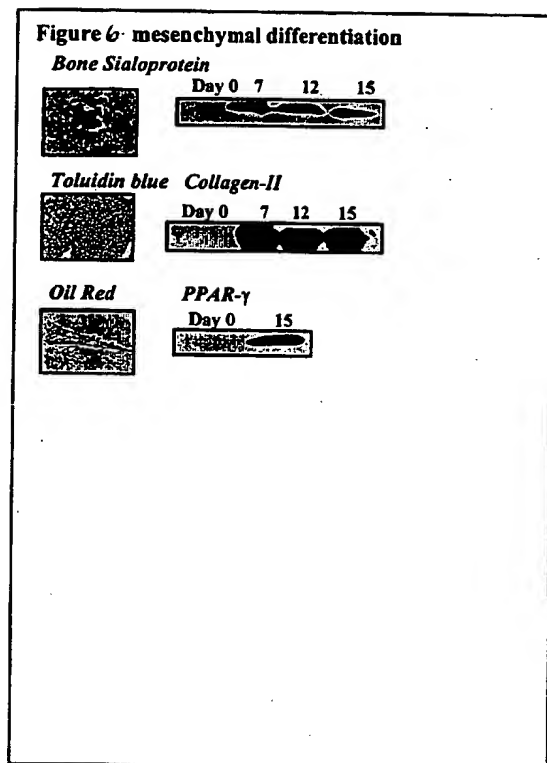 Figure 6. mesenchymal differentiation
Bone Sialoprotein
Day 0 7 12 15
Toluidin blue Collagen-II
Day 0 7 12 15
Oil Red PPAR-γ
Day 0 15